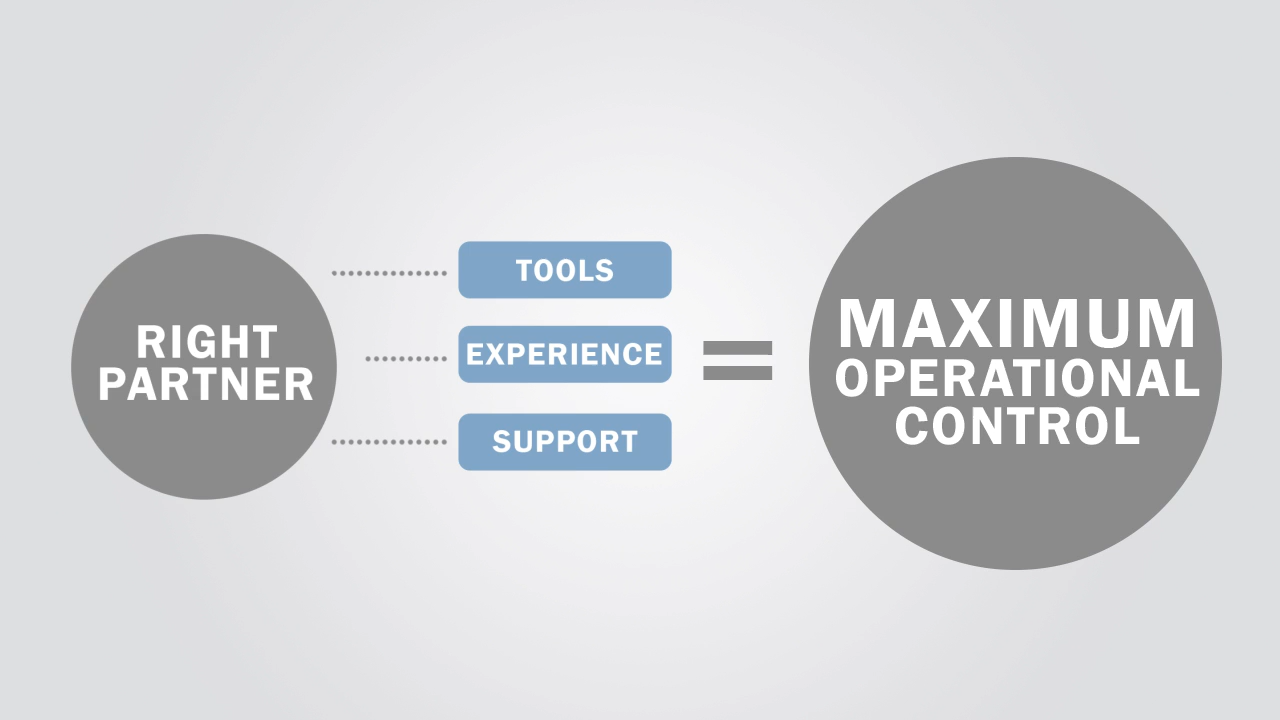 RIGHT
PARTNER
TOOLS
EXPERIENCE
SUPPORT
=
MAXIMUM
OPERATIONAL
CONTROL